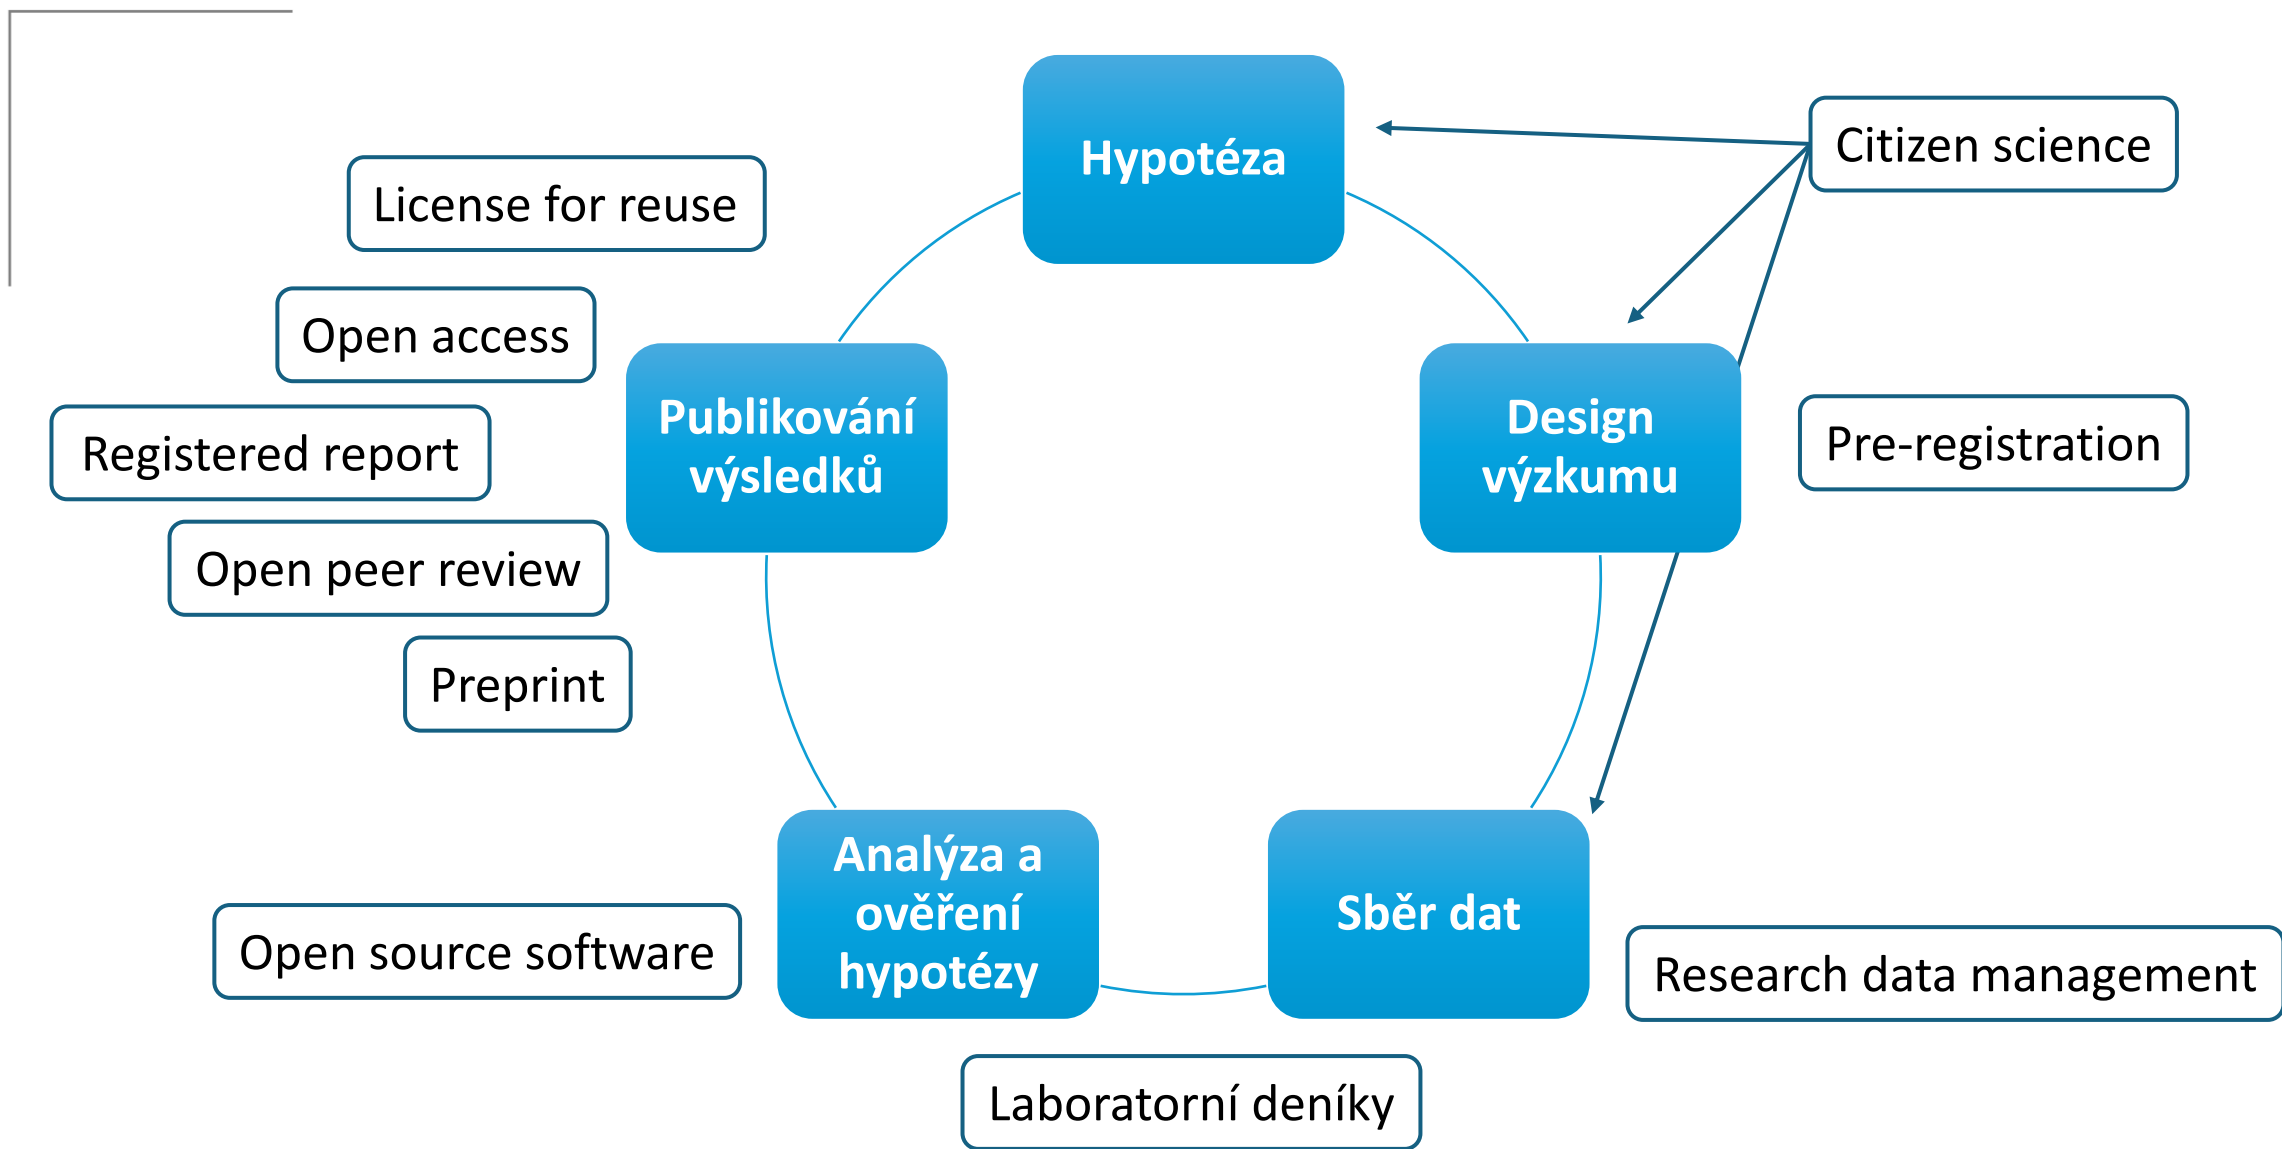 Hypotéza
Citizen science
License for reuse
Open access
Publikování
výsledků
Design
výzkumu
Registered report
Pre-registration
Open peer review
Preprint
Analýza a
ověření
hypotézy
Sběr dat
Open source software
Research data management
Laboratorní deníky